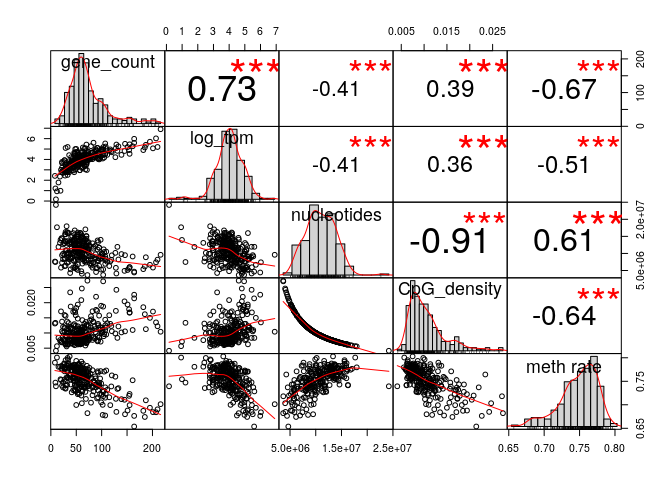 0 1 2 3 4 5 6 7
0.005 0.015 0.025
gene_count
0.73
***
-0.41
***
0.39
***
-0.67
***
0 100 200
0 2 4 6
log_tpm
-0.41
***
0.36
***
-0.51
***
nucleotides
-0.91
***
0.61
***
5.0e+06 2.0e+07
0.005 0.020
CpG_density
-0.64
***
meth rate
0.65 0.75
0 50 100 150 200
5.0e+06 1.5e+07 2.5e+07
0.65 0.70 0.75 0.80